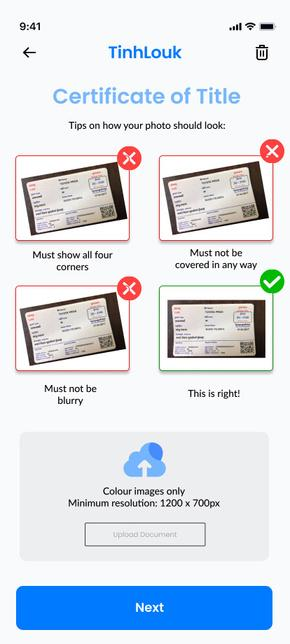 9:41
TinhLouk
Certificate of Title
Tips on how your photo should look:
Must show all four
corners
Must not be
covered in any way
Must not be
blurry
This is right!
Colour images only
Minimum resolution: 1200 x 700px
Upload Document
Next